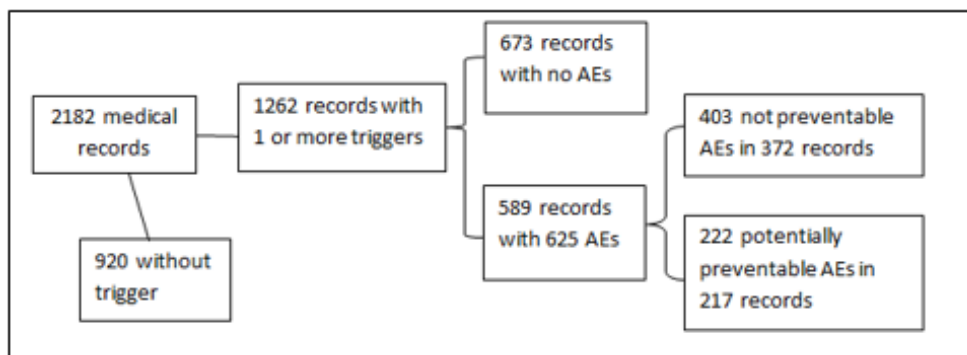 2182 medical
records
920 without
trigger
1262 records with
1 or more triggers
673 records
with no AEs
589 records
with 625 AEs
403 not preventable
AEs in 372 records
222 potentially
preventable AEs in
217 records